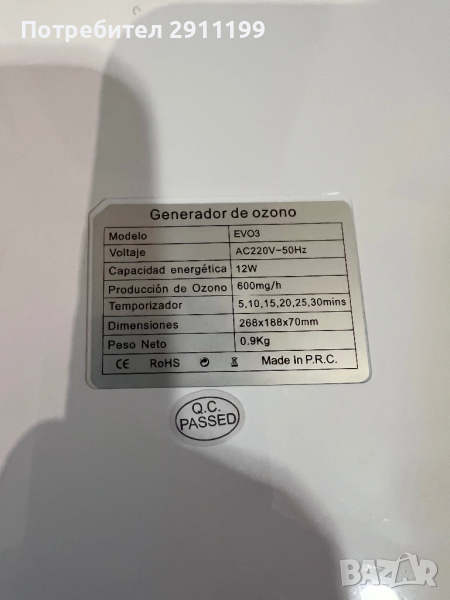 Потребител 2911199
Generador de ozono
Modelo EVO3
Voltaje AC220V-50Hz
Capacidad energética 12W
Producción de Ozono 600mg/h
Temporizador 5,10,15,20,25,30mins
Dimensiones 268x188x70mm
Peso Neto 0.9Kg
CE RoHS Made In P.R.C.
Q.C.
PASSED
BAZAR